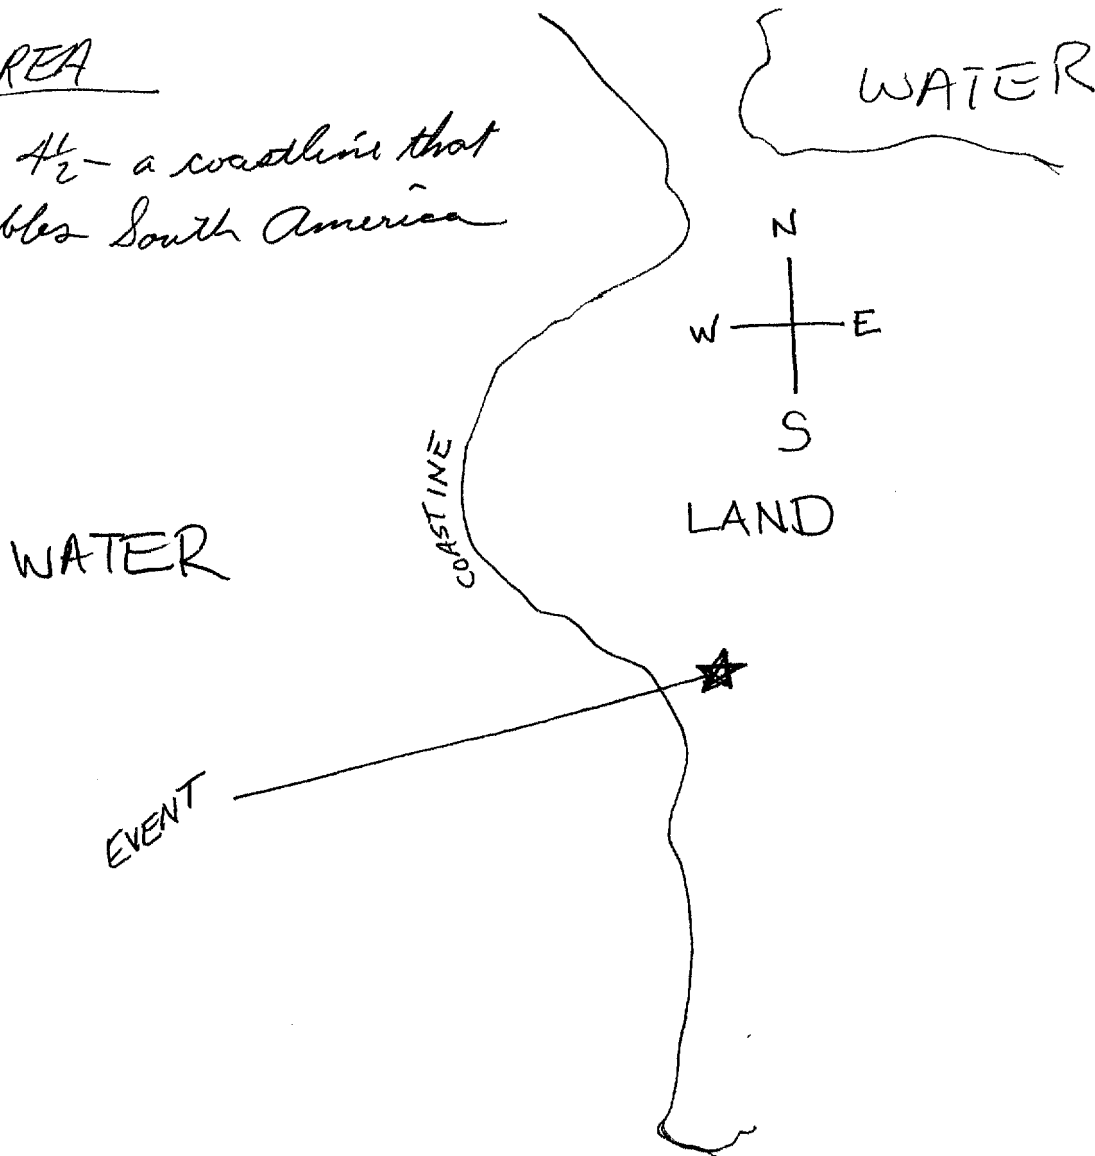 REA
4½ - a coastline that
bles South America
WATER
N
W E
S
COASTINE
LAND
WATER
EVENT